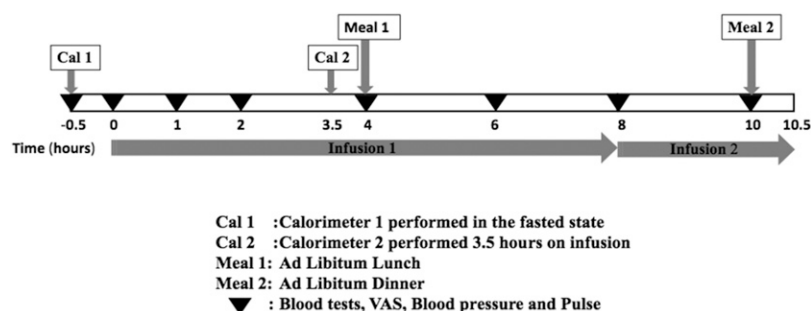 Meal 1
Meal 2
Cal 1
Cal 2
-0.5 0 1 2 3.5 4 6 8 10 10.5
Time (hours)
Infusion 1
Infusion 2
Cal 1 :Calorimeter 1 performed in the fasted state
Cal 2 :Calorimeter 2 performed 3.5 hours on infusion
Meal 1: Ad Libitum Lunch
Meal 2: Ad Libitum Dinner
: Blood tests, VAS, Blood pressure and Pulse